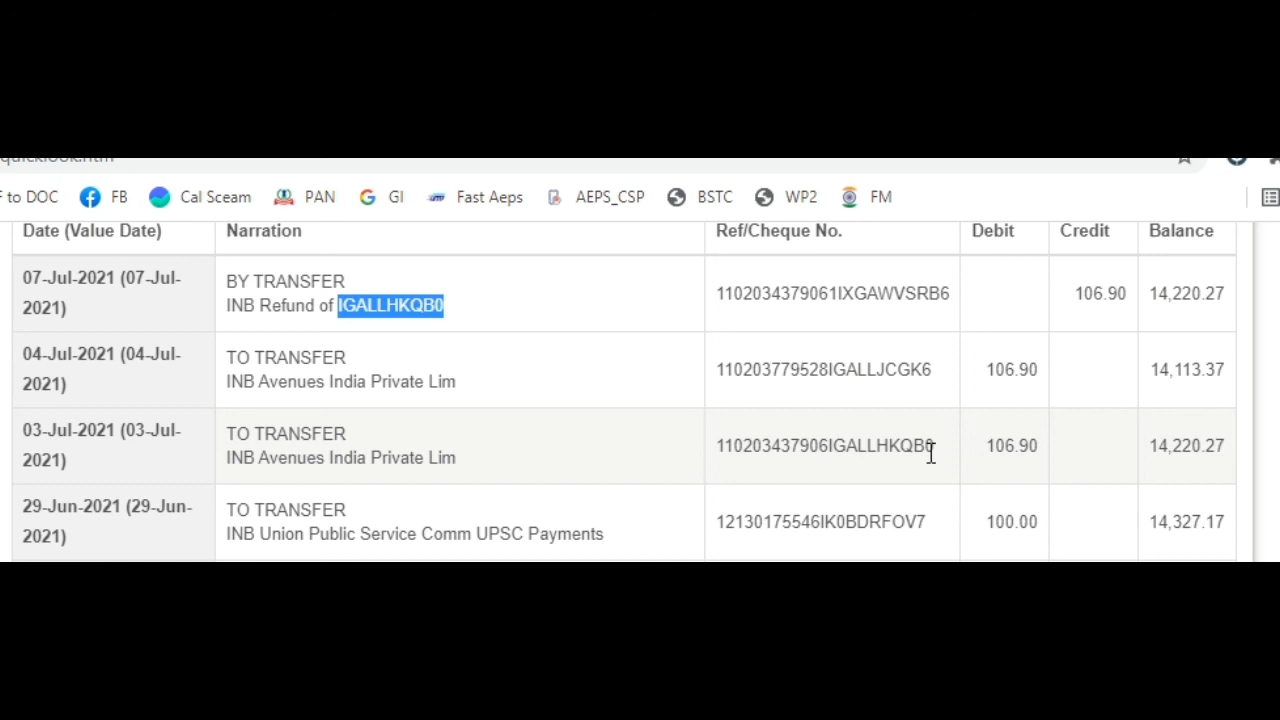 F to DOC FB Cal Sceam PAN GI Fast Aeps AEPS_CSP BSTC WP2 FM
Date (Value Date) Narration Ref/Cheque No. Debit Credit Balance
07-Jul-2021 (07-Jul-
2021)
BY TRANSFER
INB Refund of IGALLHKQB0
1102034379061IXGAWVSRB6 106.90 14,220.27
04-Jul-2021 (04-Jul-
2021)
TO TRANSFER
INB Avenues India Private Lim
110203779528IGALLJCGK6 106.90 14,113.37
03-Jul-2021 (03-Jul-
2021)
TO TRANSFER
INB Avenues India Private Lim
110203437906IGALLHKQB0 106.90 14,220.27
29-Jun-2021 (29-Jun-
2021)
TO TRANSFER
INB Union Public Service Comm UPSC Payments
12130175546IK0BDRFOV7 100.00 14,327.17